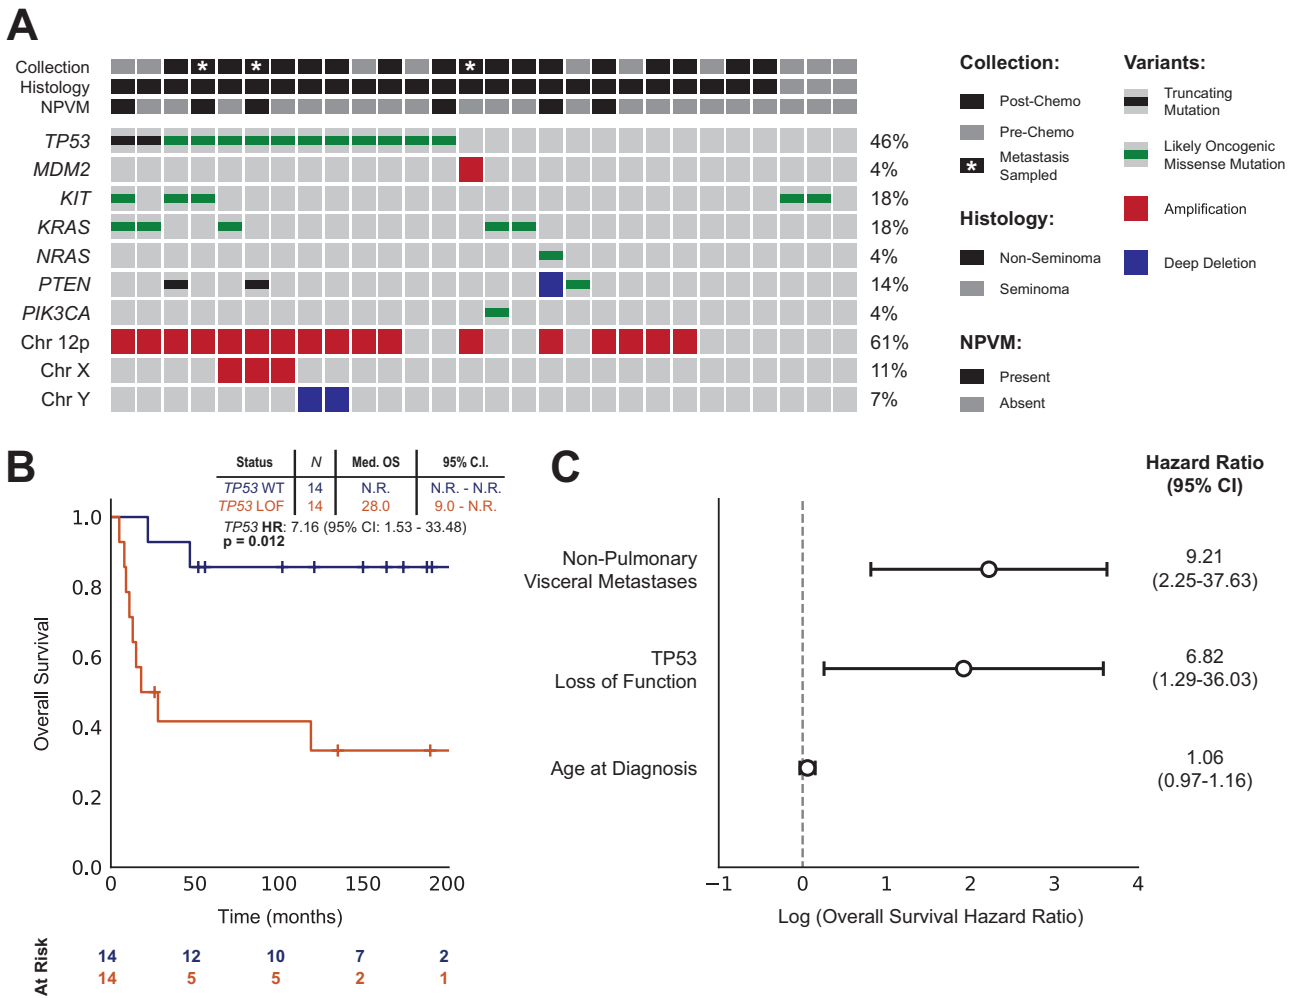 A
Collection
Histology
NPVM
* * *
TP53 46%
MDM2 4%
KIT 18%
KRAS 18%
NRAS 4%
PTEN 14%
PIK3CA 4%
Chr 12p 61%
Chr X 11%
Chr Y 7%
Collection:
Post-Chemo
Pre-Chemo
* Metastasis
Sampled
Histology:
Non-Seminoma
Seminoma
NPVM:
Present
Absent
Variants:
Truncating
Mutation
Likely Oncogenic
Missense Mutation
Amplification
Deep Deletion
B
Status N Med. OS 95% C.I.
TP53 WT 14 N.R. N.R. - N.R.
TP53 LOF 14 28.0 9.0 - N.R.
TP53 HR: 7.16 (95% CI: 1.53 - 33.48)
p = 0.012
Overall Survival
1.0
0.8
0.6
0.4
0.2
0.0
0 50 100 150 200
Time (months)
At Risk
14 12 10 7 2
14 5 5 2 1
C
Hazard Ratio
(95% CI)
Non-Pulmonary
Visceral Metastases
9.21
(2.25-37.63)
TP53
Loss of Function
6.82
(1.29-36.03)
Age at Diagnosis
1.06
(0.97-1.16)
−1 0 1 2 3 4
Log (Overall Survival Hazard Ratio)